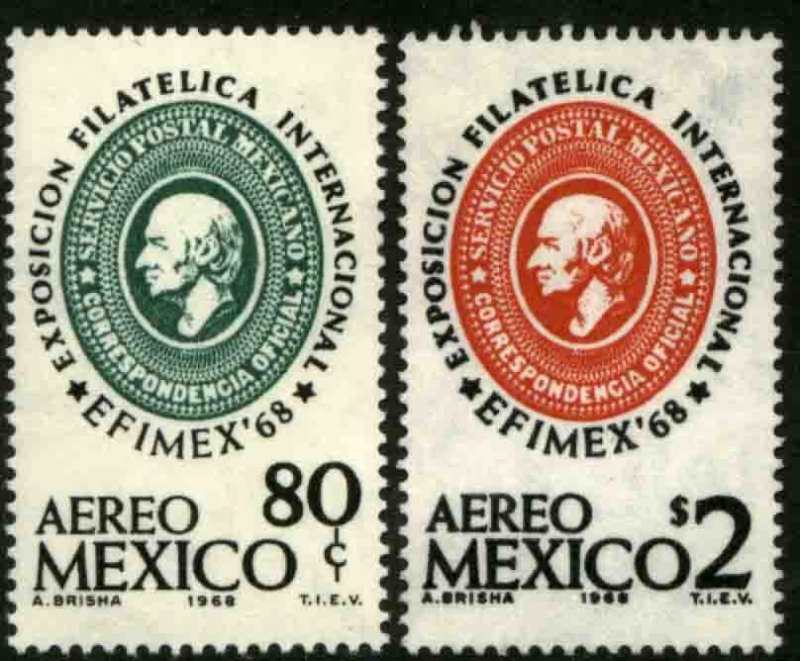 EXPOSICION FILATELICA INTERNACIONAL
★ EFIMEX'68 ★
SERVICIO POSTAL MEXICANO
★ CORRESPONDENCIA OFICIAL ★
AEREO 80¢
MEXICO
A. BRISHA 1968 T.I.E.V.
EXPOSICION FILATELICA INTERNACIONAL
★ EFIMEX'68 ★
SERVICIO POSTAL MEXICANO
★ CORRESPONDENCIA OFICIAL ★
AEREO $2
MEXICO
A. BRISHA 1968 T.I.E.V.